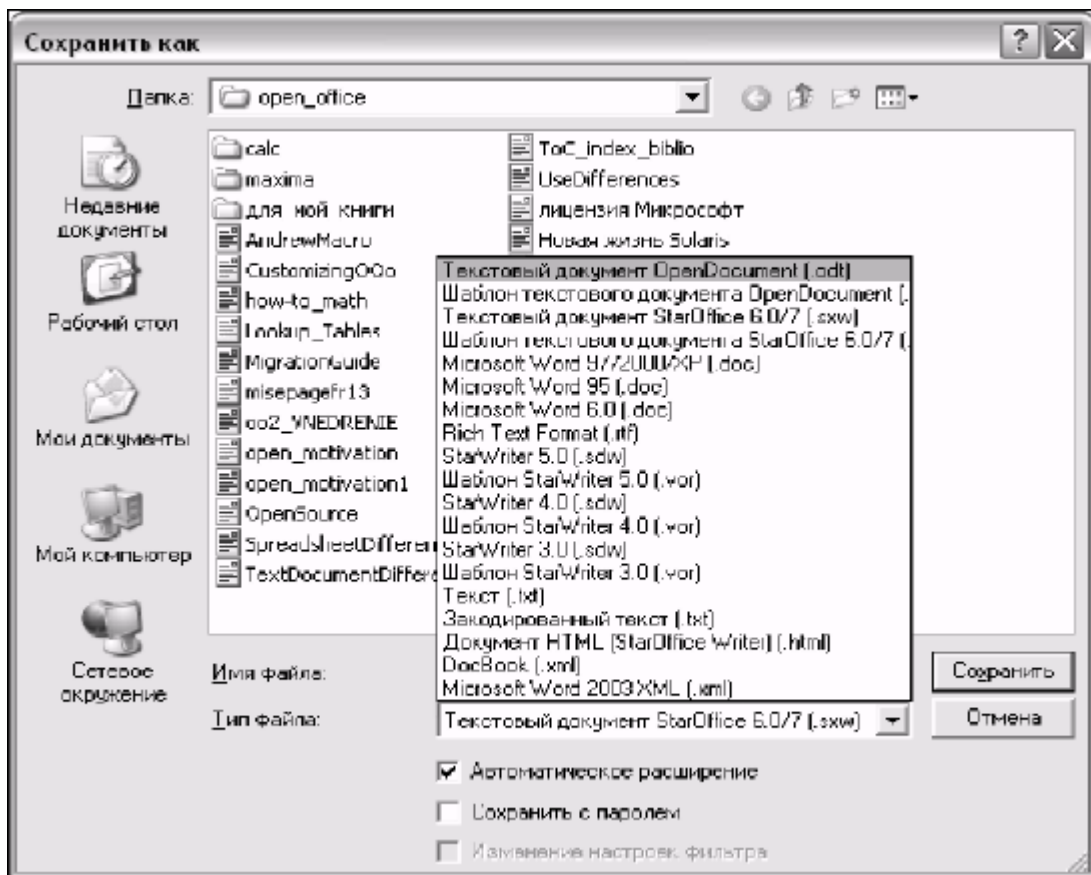 Сохранить как
Папка:
open_office
Недавние
документы
Рабочий стол
Мои документы
Мой компьютер
Сетевое
окружение
calc
maxima
для мой книги
AndrewMacro
CustomizingOOo
how-to_math
Lookup_Tables
MigrationGuide
misepagefr13
oo2_VNEDRENIE
open_motivation
open_motivation1
OpenSource
SpreadsheetDifferen
TextDocumentDiffer
ToC_index_biblio
UseDifferences
лицензия Микрософт
Новая жизнь Solaris
Текстовый документ OpenDocument (.odt)
Шаблон текстового документа OpenDocument (.
Текстовый документ StarOffice 6.0/7 (.sxw)
Шаблон текстового документа StarOffice 6.0/7 (.
Microsoft Word 97/2000/XP (.doc)
Microsoft Word 95 (.doc)
Microsoft Word 6.0 (.doc)
Rich Text Format (.rtf)
StarWriter 5.0 (.sdw)
Шаблон StarWriter 5.0 (.vor)
StarWriter 4.0 (.sdw)
Шаблон StarWriter 4.0 (.vor)
StarWriter 3.0 (.sdw)
Шаблон StarWriter 3.0 (.vor)
Текст (.txt)
Закодированный текст (.txt)
Документ HTML (StarOffice Writer) (.html)
DocBook (.xml)
Microsoft Word 2003 XML (.xml)
Имя файла:
Сохранить
Тип файла:
Текстовый документ StarOffice 6.0/7 (.sxw)
Отмена
Автоматическое расширение
Сохранить с паролем
Изменение настроек фильтра